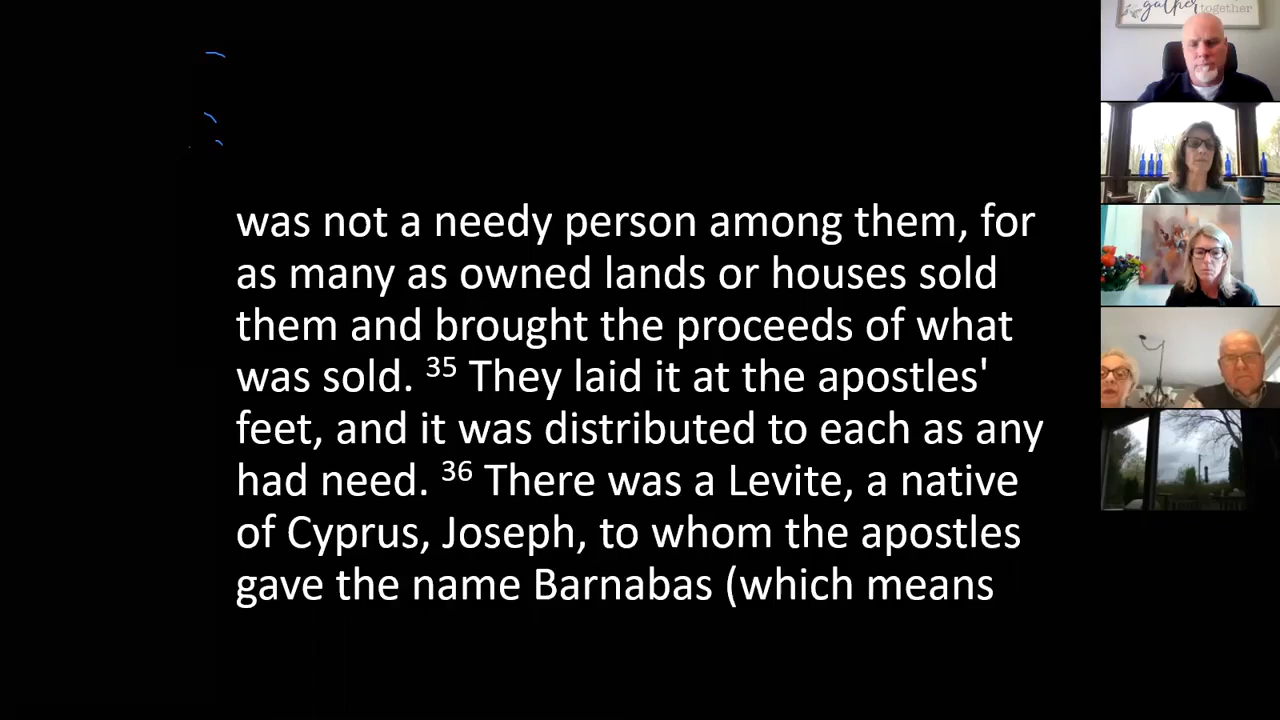 gather together
was not a needy person among them, for
as many as owned lands or houses sold
them and brought the proceeds of what
was sold. 35 They laid it at the apostles'
feet, and it was distributed to each as any
had need. 36 There was a Levite, a native
of Cyprus, Joseph, to whom the apostles
gave the name Barnabas (which means